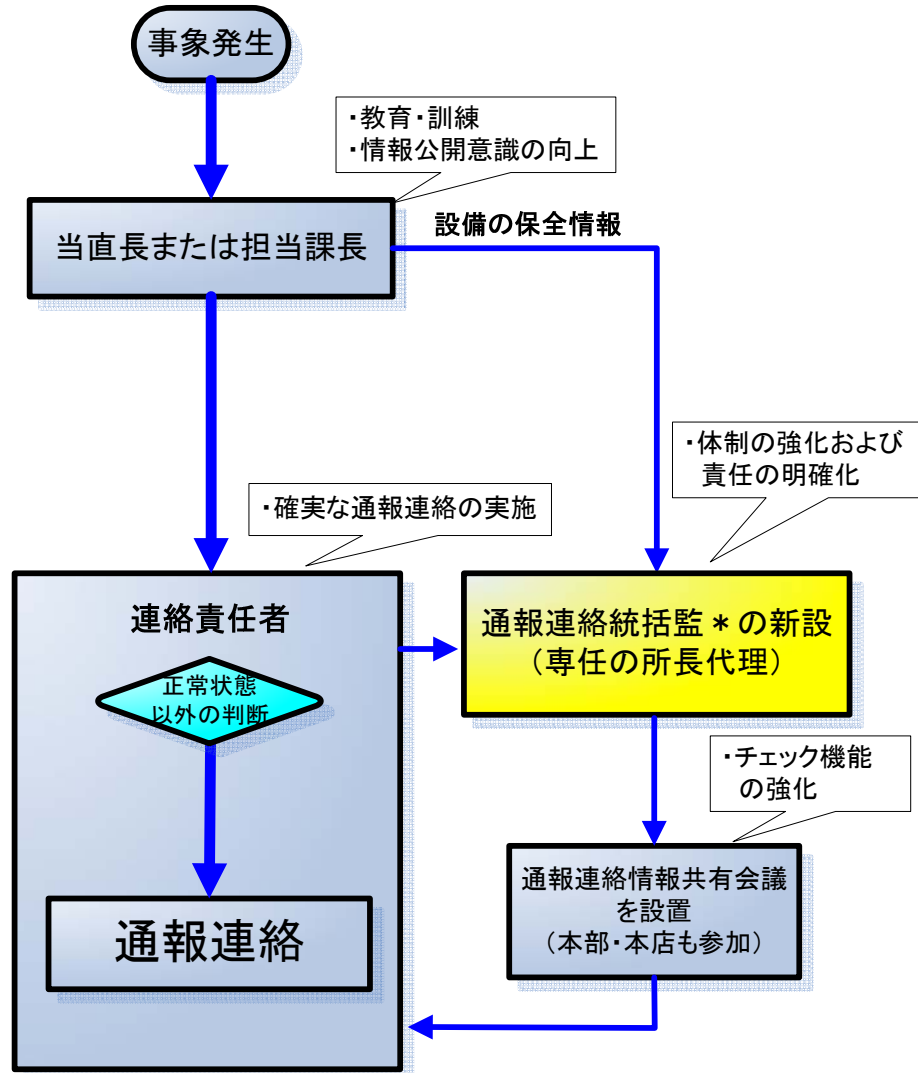 事象発生
・教育・訓練
・情報公開意識の向上
当直長または担当課長
設備の保全情報
・体制の強化および
責任の明確化
・確実な通報連絡の実施
連絡責任者
正常状態
以外の判断
通報連絡
通報連絡統括監＊の新設
（専任の所長代理）
・チェック機能
の強化
通報連絡情報共有会議
を設置
（本部・本店も参加）